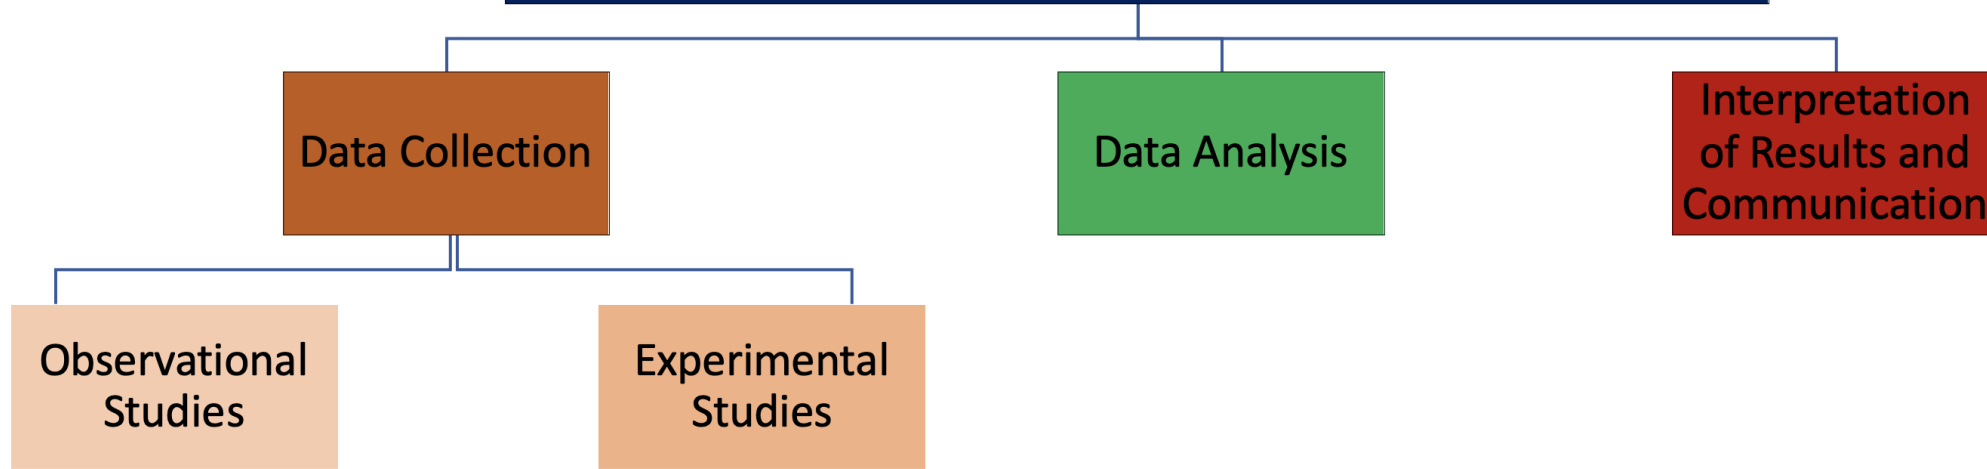 Data Collection
Data Analysis
Interpretation
of Results and
Communication
Observational
Studies
Experimental
Studies